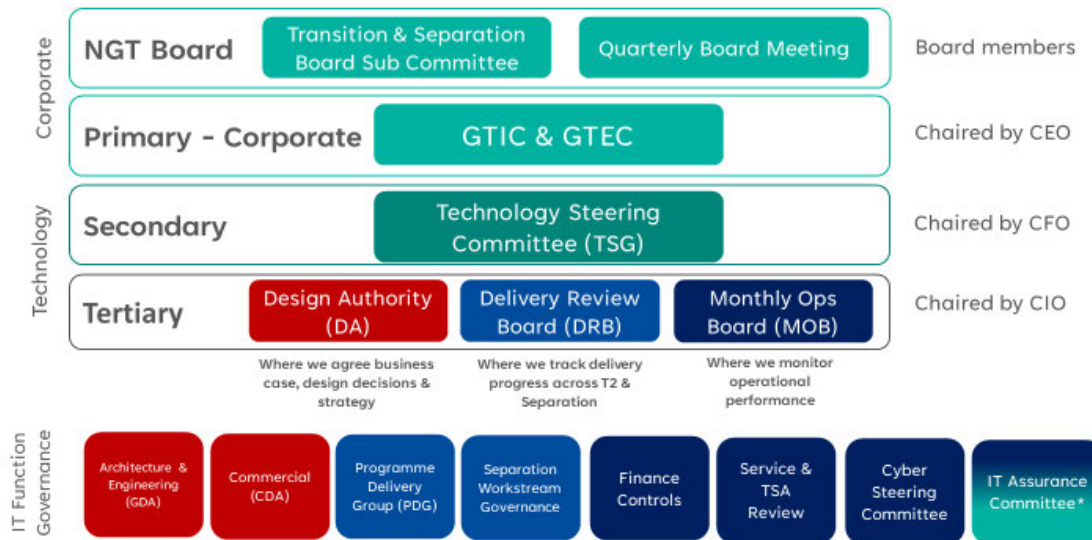 Corporate
NGT Board
Transition & Separation
Board Sub Committee
Quarterly Board Meeting
Board members
Primary - Corporate
GTIC & GTEC
Chaired by CEO
Technology
Secondary
Technology Steering
Committee (TSG)
Chaired by CFO
Tertiary
Design Authority
(DA)
Delivery Review
Board (DRB)
Monthly Ops
Board (MOB)
Chaired by CIO
Where we agree business
case, design decisions &
strategy
Where we track delivery
progress across T2 &
Separation
Where we monitor
operational
performance
IT Function
Governance
Architecture &
Engineering (GDA)
Commercial
(CDA)
Programme
Delivery
Group (PDG)
Separation
Workstream
Governance
Finance
Controls
Service &
TSA
Review
Cyber
Steering
Committee
IT Assurance
Committee*